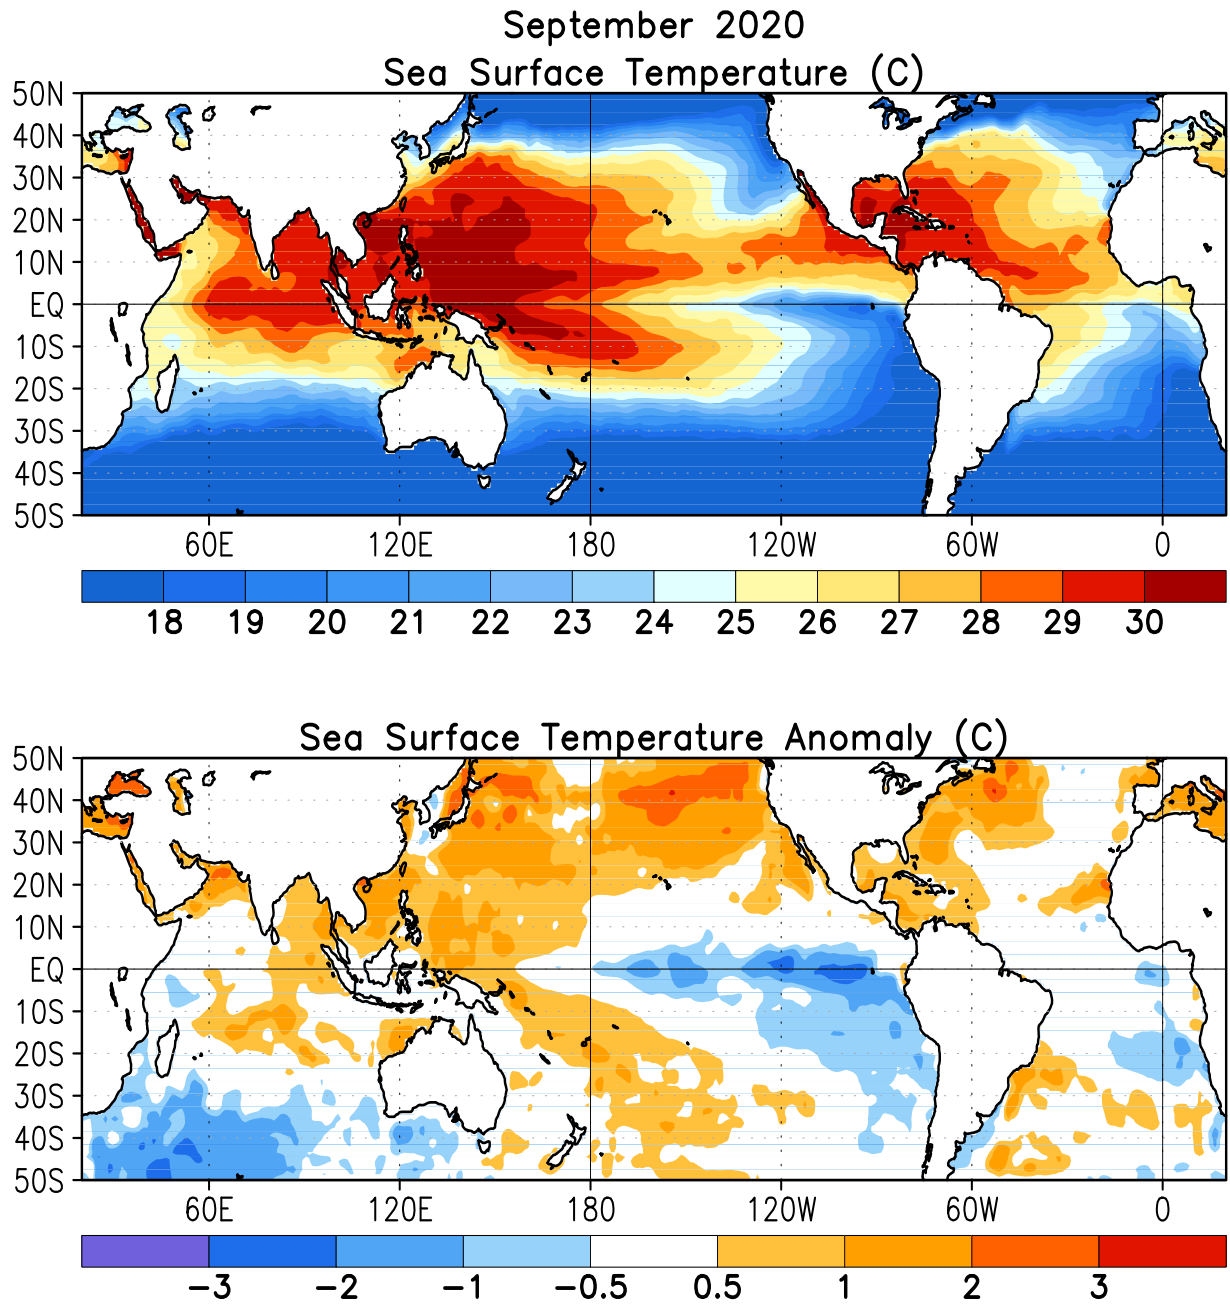 September 2020
Sea Surface Temperature (C)
50N
40N
30N
20N
10N
EQ
10S
20S
30S
40S
50S
60E 120E 180 120W 60W 0
18 19 20 21 22 23 24 25 26 27 28 29 30
Sea Surface Temperature Anomaly (C)
50N
40N
30N
20N
10N
EQ
10S
20S
30S
40S
50S
60E 120E 180 120W 60W 0
−3 −2 −1 −0.5 0.5 1 2 3